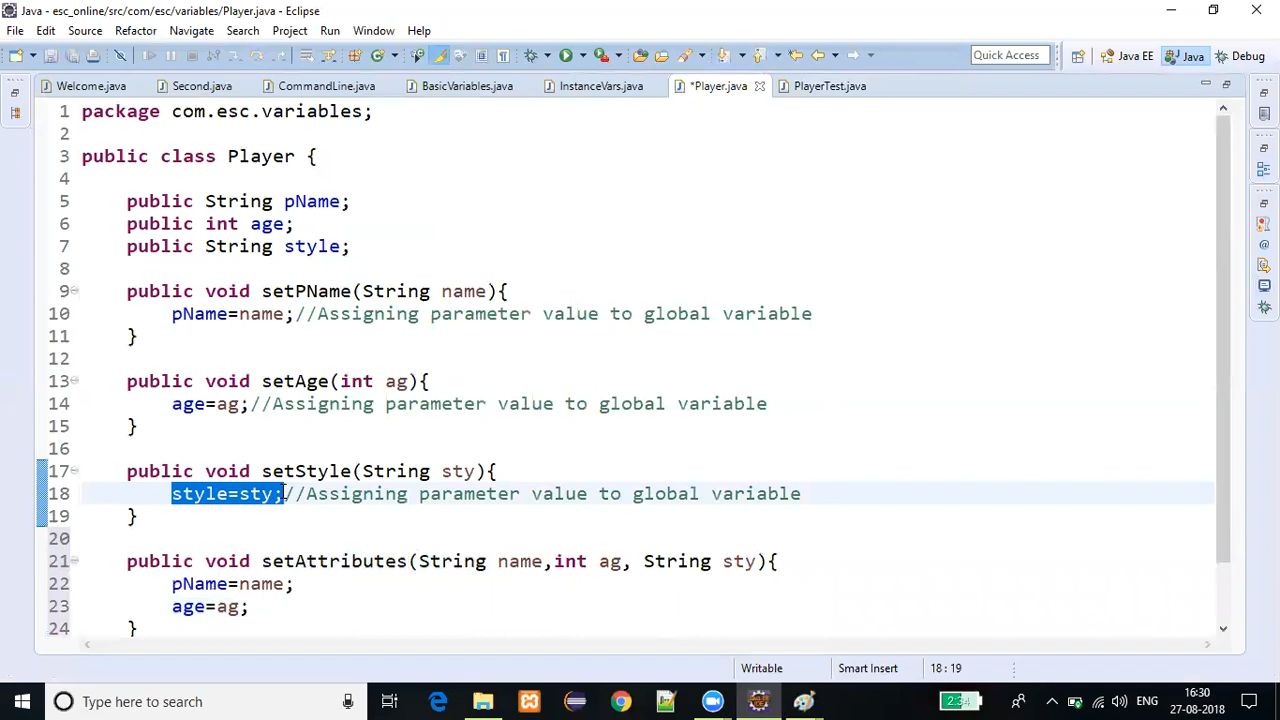 Java - esc_online/src/com/esc/variables/Player.java - Eclipse
File Edit Source Refactor Navigate Search Project Run Window Help
Quick Access Java EE Java Debug
Welcome.java Second.java CommandLine.java BasicVariables.java InstanceVars.java *Player.java PlayerTest.java
1 package com.esc.variables;
2
3 public class Player {
4
5 public String pName;
6 public int age;
7 public String style;
8
9 public void setPName(String name){
10 pName=name;//Assigning parameter value to global variable
11 }
12
13 public void setAge(int ag){
14 age=ag;//Assigning parameter value to global variable
15 }
16
17 public void setStyle(String sty){
18 style=sty;//Assigning parameter value to global variable
19 }
20
21 public void setAttributes(String name,int ag, String sty){
22 pName=name;
23 age=ag;
24 }
Writable Smart Insert 18 : 19
Type here to search 2:34 ENG 16:30
27-08-2018